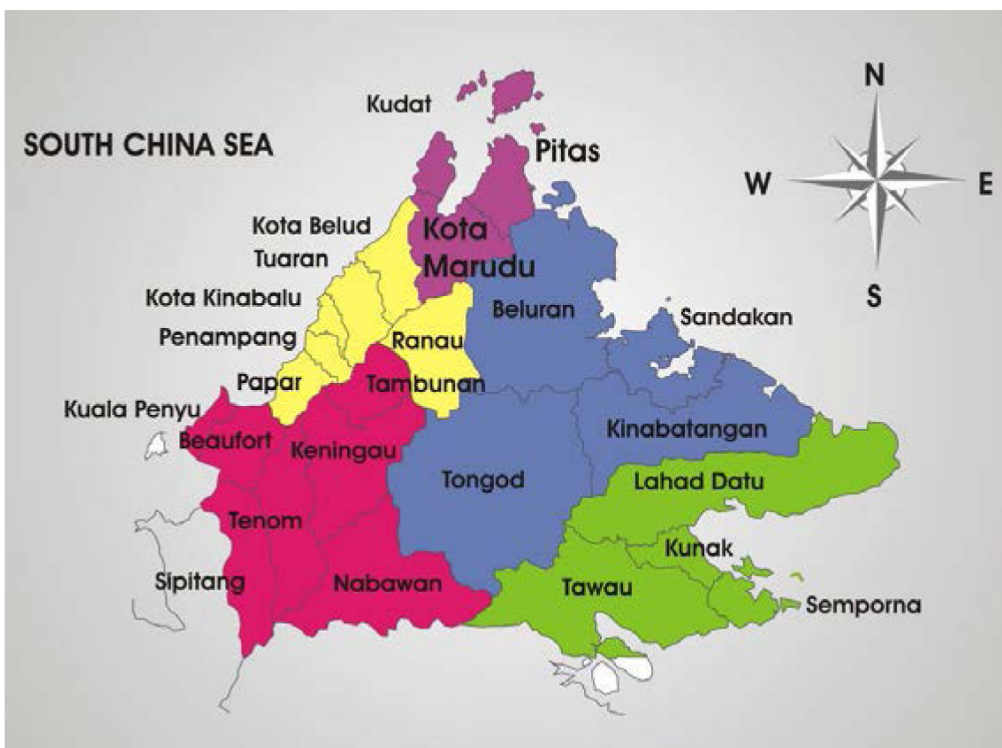 N
Kudat
SOUTH CHINA SEA
Pitas
W
E
Kota Belud
Kota
Marudu
Tuaran
Kota Kinabalu
S
Beluran
Sandakan
Penampang
Ranau
Papar
Tambunan
Kuala Penyu
Beaufort
Keningau
Kinabatangan
Tongod
Lahad Datu
Tenom
Kunak
Sipitang
Nabawan
Tawau
Semporna